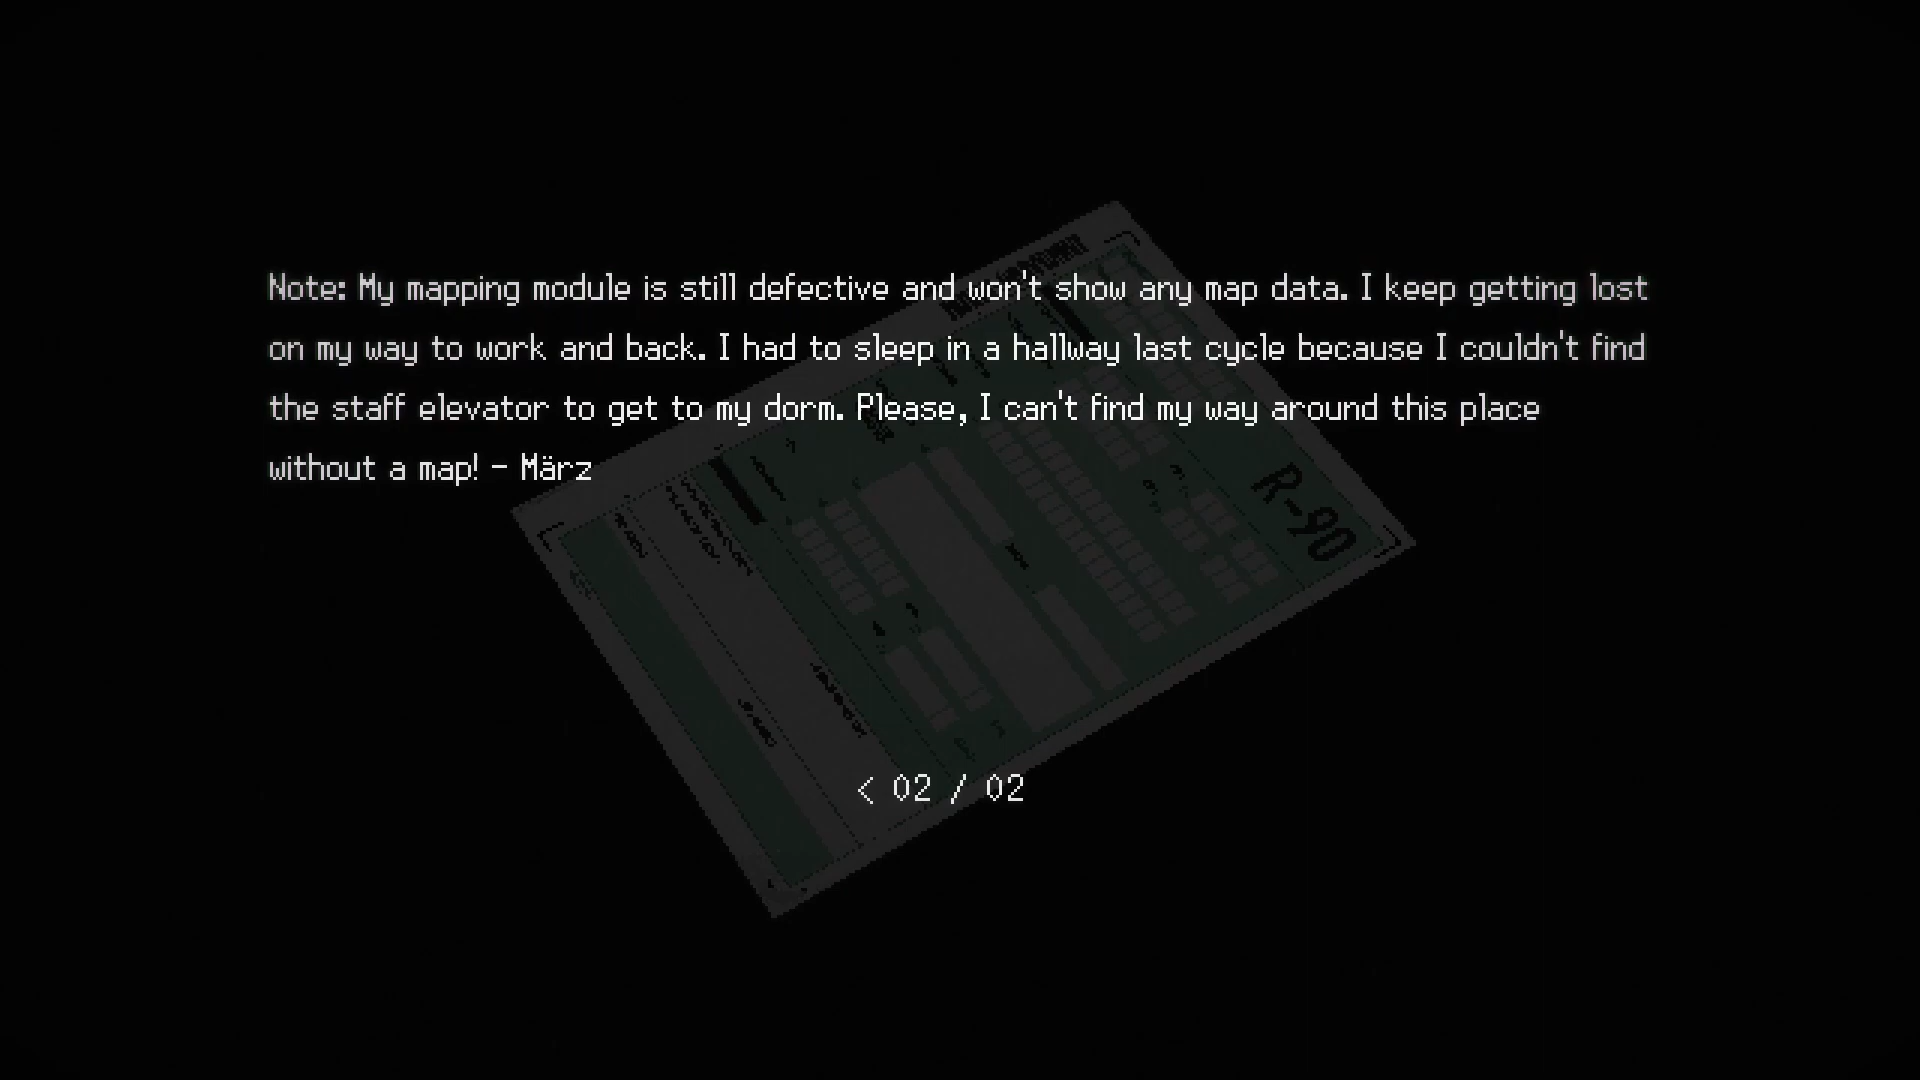 Note: My mapping module is still defective and won't show any map data. I keep getting lost
on my way to work and back. I had to sleep in a hallway last cycle because I couldn't find
the staff elevator to get to my dorm. Please, I can't find my way around this place
without a map! - März
R-90
< 02 / 02